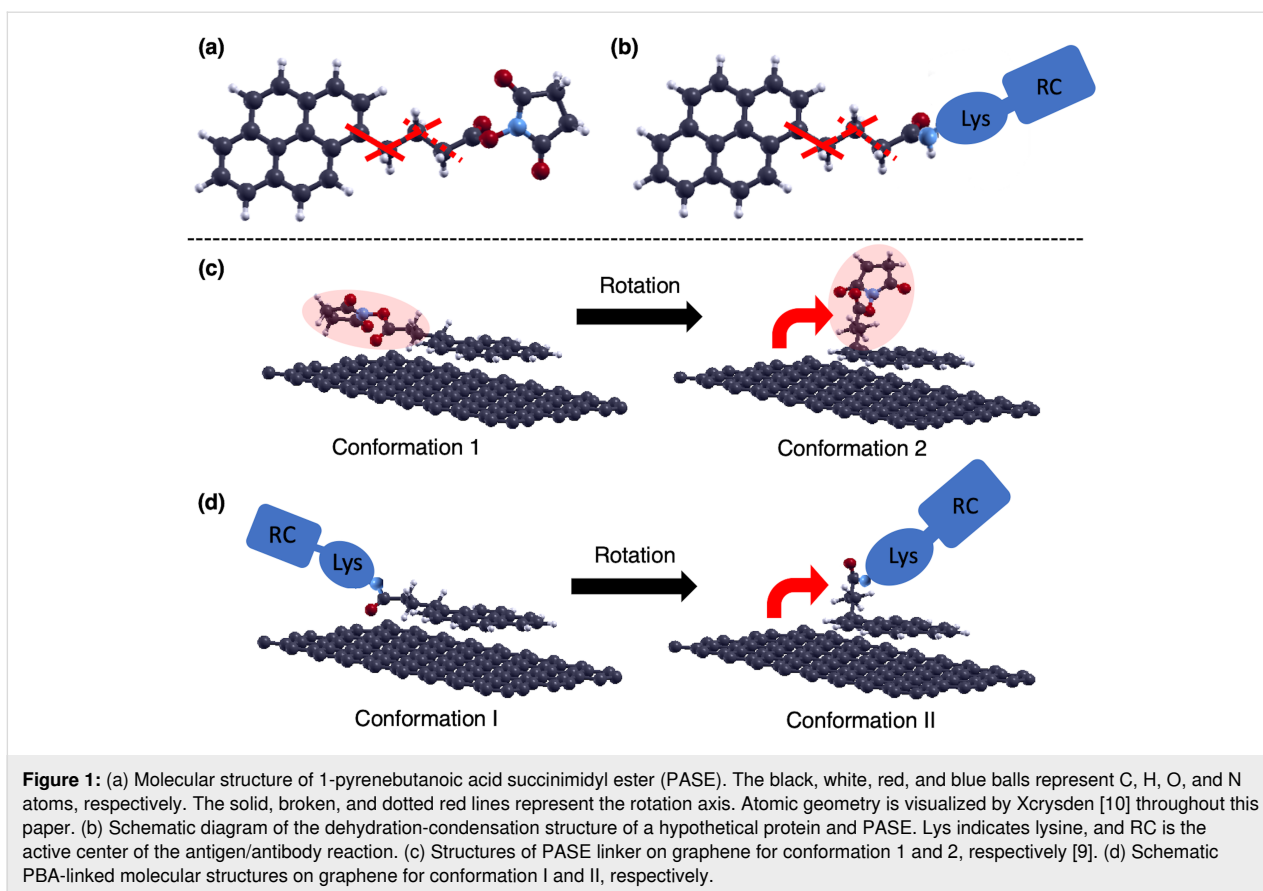 (a)
(b)
RC
Lys
(c)
Rotation
Conformation 1
Conformation 2
(d)
RC
Lys
Rotation
RC
Lys
Conformation I
Conformation II
Figure 1: (a) Molecular structure of 1-pyrenebutanoic acid succinimidyl ester (PASE). The black, white, red, and blue balls represent C, H, O, and N
atoms, respectively. The solid, broken, and dotted red lines represent the rotation axis. Atomic geometry is visualized by Xcrysden [10] throughout this
paper. (b) Schematic diagram of the dehydration-condensation structure of a hypothetical protein and PASE. Lys indicates lysine, and RC is the
active center of the antigen/antibody reaction. (c) Structures of PASE linker on graphene for conformation 1 and 2, respectively [9]. (d) Schematic
PBA-linked molecular structures on graphene for conformation I and II, respectively.